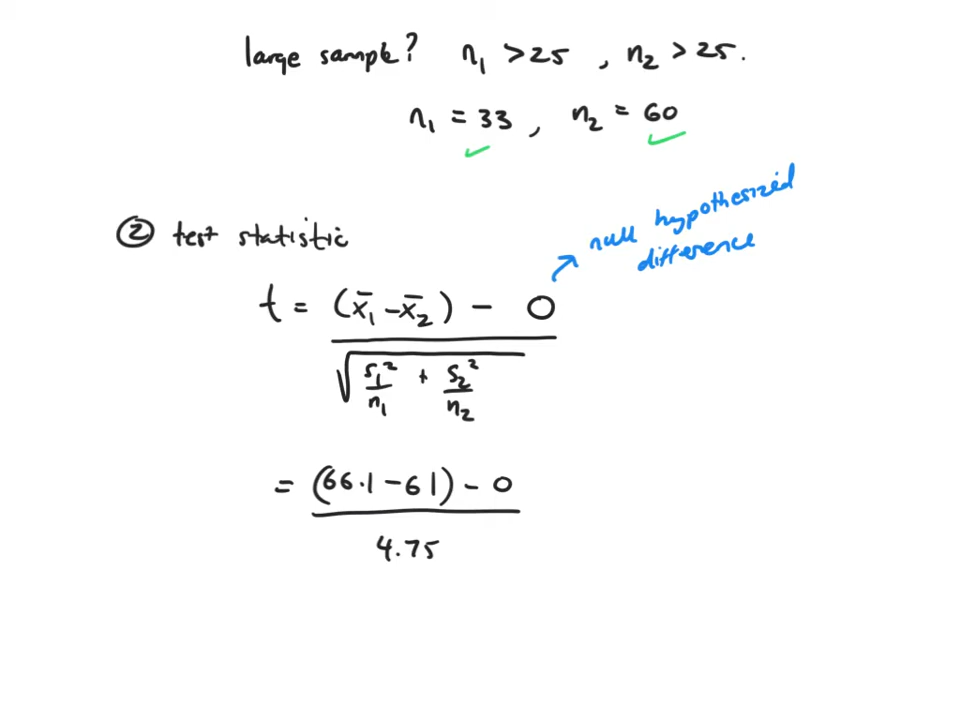 large sample? n₁ > 25 , n₂ > 25.
n₁ = 33 , n₂ = 60
✓ ✓
null hypothesized
difference
② test statistic
t = (x̄₁ - x̄₂) - 0
√ s₁²/n₁ + s₂²/n₂
= (66.1 - 61) - 0
4.75